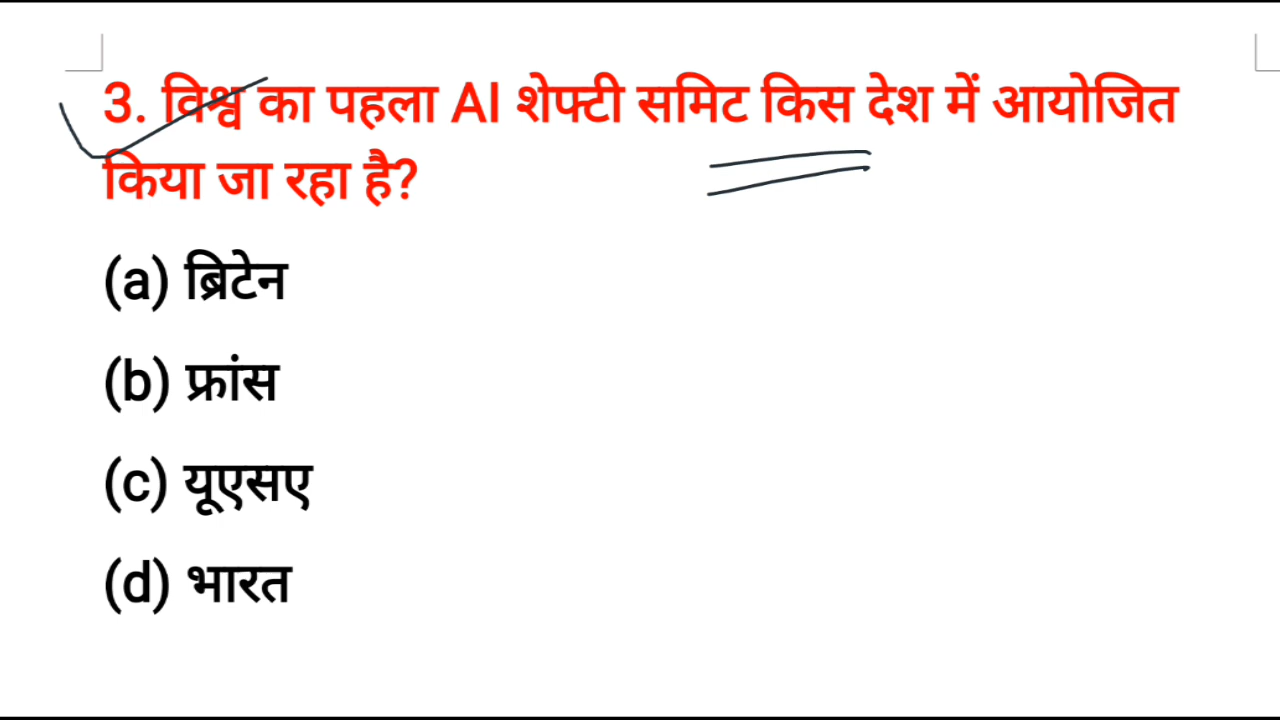 3. विश्व का पहला AI शेफ्टी समिट किस देश में आयोजित
किया जा रहा है?
(a) ब्रिटेन
(b) फ्रांस
(c) यूएसए
(d) भारत